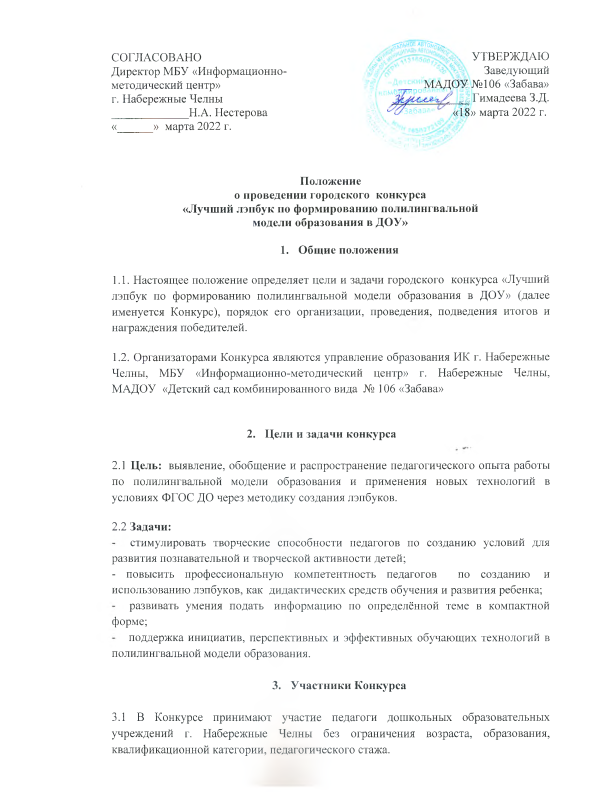 СОГЛАСОВАНО
Директор МБУ «Информационно-
методический центр»
г. Набережные Челны
_____________Н.А. Нестерова
«______» марта 2022 г.
УТВЕРЖДАЮ
Заведующий
МАДОУ №106 «Забава»
Гимадеева З.Д.
«18» марта 2022 г.
Положение
о проведении городского конкурса
«Лучший лэпбук по формированию полилингвальной
модели образования в ДОУ»
1. Общие положения
1.1. Настоящее положение определяет цели и задачи городского конкурса «Лучший
лэпбук по формированию полилингвальной модели образования в ДОУ» (далее
именуется Конкурс), порядок его организации, проведения, подведения итогов и
награждения победителей.
1.2. Организаторами Конкурса являются управление образования ИК г. Набережные
Челны, МБУ «Информационно-методический центр» г. Набережные Челны,
МАДОУ «Детский сад комбинированного вида № 106 «Забава»
2. Цели и задачи конкурса
2.1 Цель: выявление, обобщение и распространение педагогического опыта работы
по полилингвальной модели образования и применения новых технологий в
условиях ФГОС ДО через методику создания лэпбуков.
2.2 Задачи:
- стимулировать творческие способности педагогов по созданию условий для
развития познавательной и творческой активности детей;
- повысить профессиональную компетентность педагогов по созданию и
использованию лэпбуков, как дидактических средств обучения и развития ребенка;
- развивать умения подать информацию по определённой теме в компактной
форме;
- поддержка инициатив, перспективных и эффективных обучающих технологий в
полилингвальной модели образования.
3. Участники Конкурса
3.1 В Конкурсе принимают участие педагоги дошкольных образовательных
учреждений г. Набережные Челны без ограничения возраста, образования,
квалификационной категории, педагогического стажа.